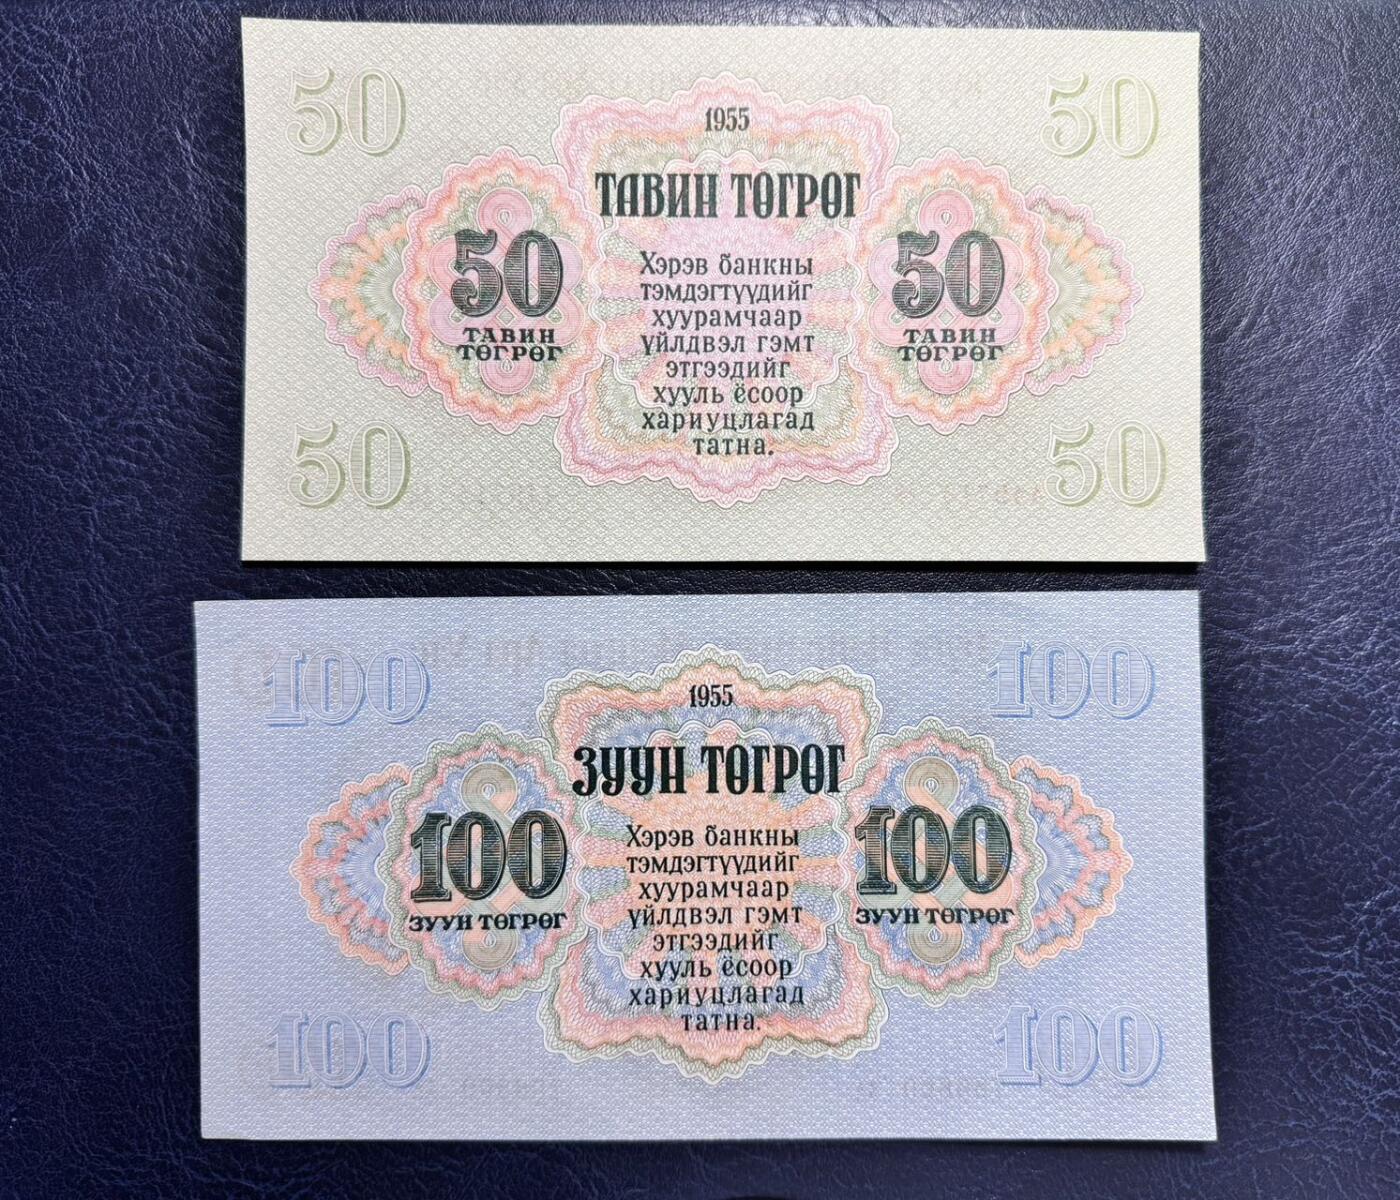 50 50
1955
ТАВИН ТӨГРӨГ
50 50
ТАВИН ТАВИН
ТӨГРӨГ ТӨГРӨГ
Хэрэв банкны
тэмдэгтүүдийг
хуурамчаар
үйлдвэл гэмт
этгээдийг
хууль ёсоор
хариуцлагад
татна.
50 50
100 100
1955
ЗУУН ТӨГРӨГ
100 100
ЗУУН ТӨГРӨГ ЗУУН ТӨГРӨГ
Хэрэв банкны
тэмдэгтүүдийг
хуурамчаар
үйлдвэл гэмт
этгээдийг
хууль ёсоор
хариуцлагад
татна.
100 100